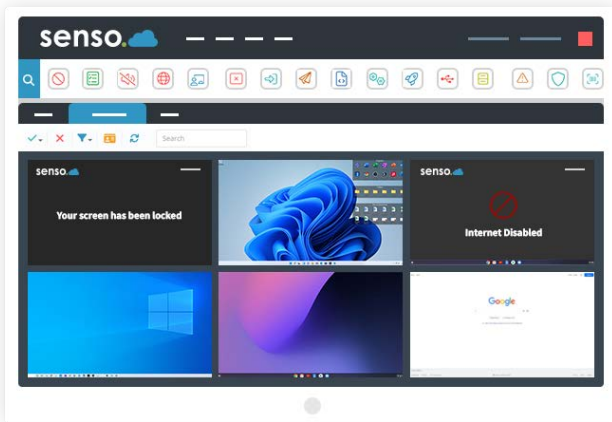 senso.
Search
senso.
Your screen has been locked
senso.
Internet Disabled
Google